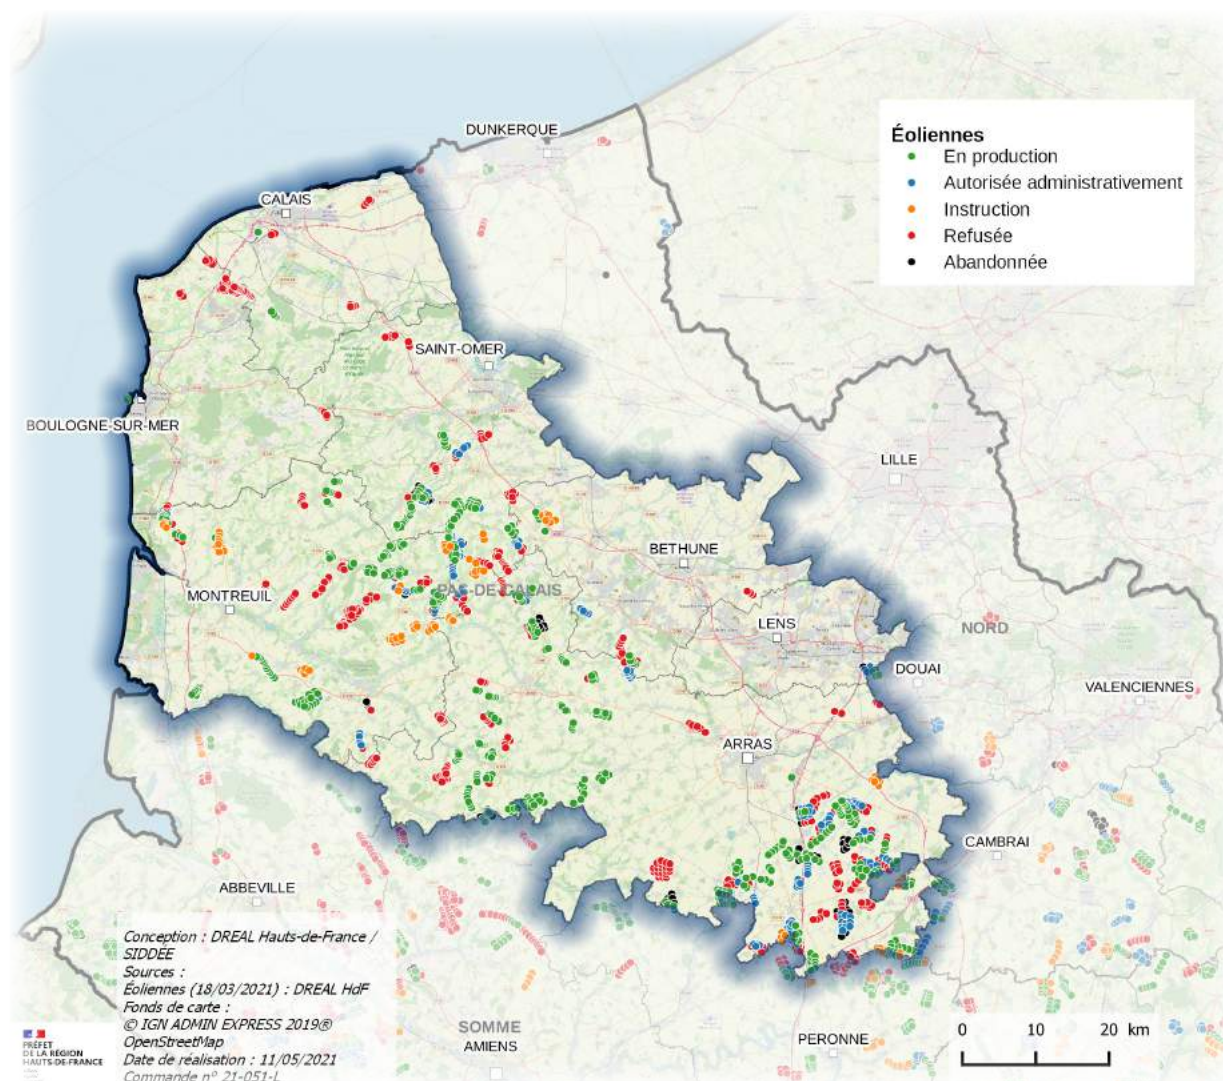 DUNKERQUE
CALAIS
Éoliennes
En production
Autorisée administrativement
Instruction
Refusée
Abandonnée
SAINT-OMER
BOULOGNE-SUR-MER
LILLE
BETHUNE
PAS-DE-CALAIS
MONTREUIL
LENS
NORD
DOUAI
VALENCIENNES
ARRAS
CAMBRAI
ABBEVILLE
Conception : DREAL Hauts-de-France /
SIDDEE
Sources :
Éoliennes (18/03/2021) : DREAL HdF
Fonds de carte :
© IGN ADMIN EXPRESS 2019®
OpenStreetMap
Date de réalisation : 11/05/2021
Commande n° 21-051-L
PRÉFET
DE LA RÉGION
HAUTS-DE-FRANCE
SOMME
AMIENS
PERONNE
0 10 20 km